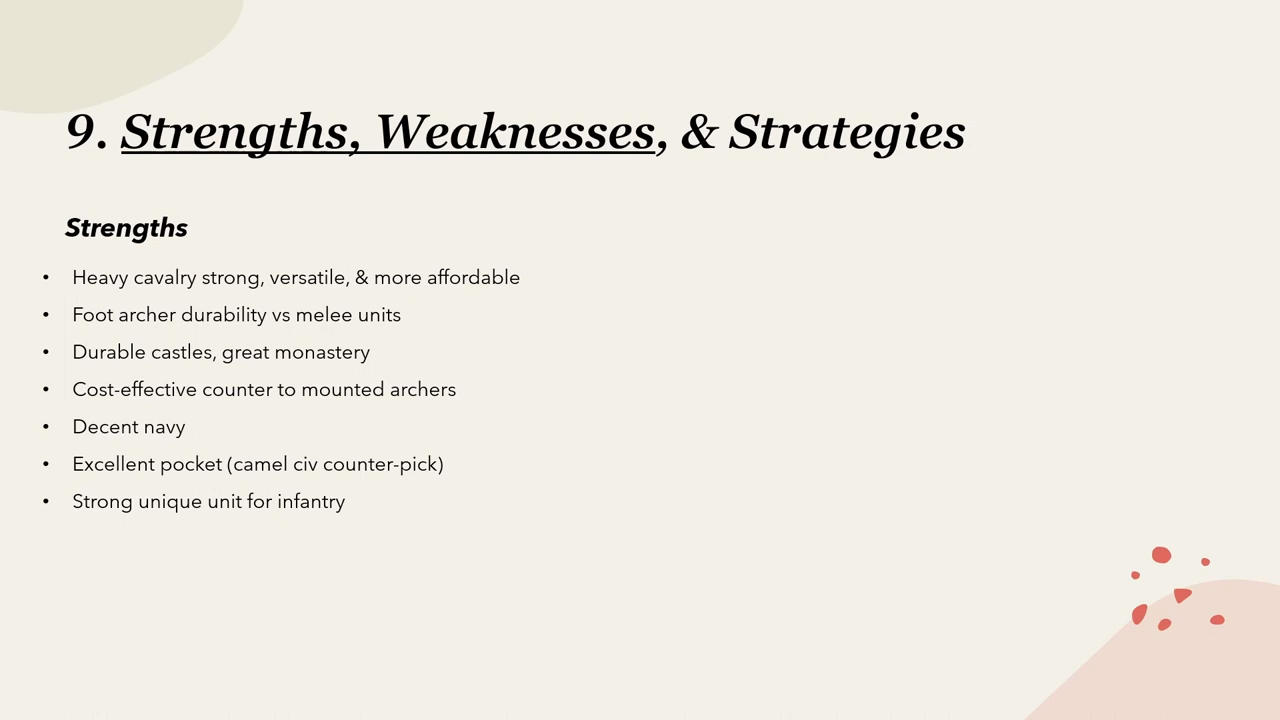 9. Strengths, Weaknesses, & Strategies
Strengths
• Heavy cavalry strong, versatile, & more affordable
• Foot archer durability vs melee units
• Durable castles, great monastery
• Cost-effective counter to mounted archers
• Decent navy
• Excellent pocket (camel civ counter-pick)
• Strong unique unit for infantry